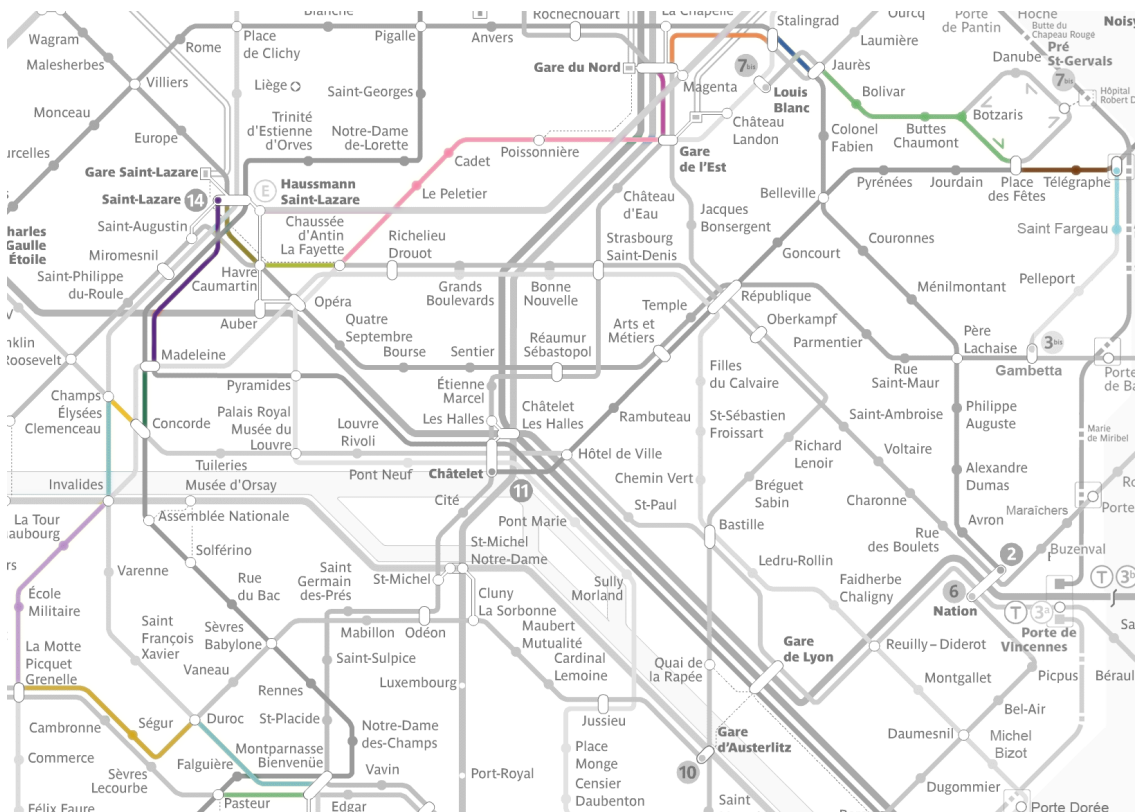 Blanche
Rochechouart
La Chapelle
Stalingrad
Ourcq
Porte
de Pantin
Hoche
Butte du
Chapeau Rouge
Noisy
Wagram
Rome
Place
de Clichy
Pigalle
Anvers
Laumière
Pré
St-Gervais
Malesherbes
Danube
Gare du Nord
7bis
Jaurès
7bis
Villiers
Liège
Saint-Georges
Magenta
Louis
Blanc
Bolivar
Hôpital
Robert D
Monceau
Trinité
d'Estienne
d'Orves
Notre-Dame
de-Lorette
Château
Landon
Colonel
Fabien
Buttes
Chaumont
Botzaris
Europe
Cadet
Poissonnière
Gare
de l'Est
urcelles
Gare Saint-Lazare
E
Haussmann
Saint-Lazare
Le Peletier
Belleville
Pyrénées
Jourdain
Place
des Fêtes
Télégraphe
Saint-Lazare
14
Château
d'Eau
Jacques
Bonsergent
Saint-Augustin
Chaussée
d'Antin
La Fayette
Richelieu
Drouot
Strasbourg
Saint-Denis
Couronnes
Saint Fargeau
harles
Gaulle
Étoile
Miromesnil
Goncourt
Saint-Philippe
du-Roule
Havre
Caumartin
Grands
Boulevards
Bonne
Nouvelle
Temple
République
Ménilmontant
Pelleport
Auber
Opéra
Quatre
Septembre
Bourse
Sentier
Réaumur
Sébastopol
Arts et
Métiers
Oberkampf
Parmentier
Père
Lachaise
3bis
nklin
Roosevelt
Madeleine
Pyramides
Étienne
Marcel
Filles
du Calvaire
Rue
Saint-Maur
Gambetta
Porte
de Ba
Champs
Élysées
Clemenceau
Concorde
Palais Royal
Musée du
Louvre
Louvre
Rivoli
Les Halles
Châtelet
Les Halles
Rambuteau
St-Sébastien
Froissart
Saint-Ambroise
Philippe
Auguste
Marie
de Miribel
Richard
Lenoir
Voltaire
Tuileries
Pont Neuf
Châtelet
Hôtel de Ville
Chemin Vert
Alexandre
Dumas
Invalides
Musée d'Orsay
11
Bréguet
Sabin
Charonne
Ro
Cité
St-Paul
Maraîchers
Porte
La Tour
aubourg
Assemblée Nationale
Pont Marie
Bastille
Avron
Rue
des Boulets
Solférino
St-Michel
Notre-Dame
Ledru-Rollin
2
Buzenval
rs
Varenne
Saint
Germain
des-Prés
St-Michel
Sully
Morland
Faidherbe
Chaligny
6
Nation
T
3b
École
Militaire
Rue
du Bac
Cluny
La Sorbonne
T
3a
Saint
François
Xavier
Sèvres
Babylone
Mabillon
Odéon
Maubert
Mutualité
Gare
de Lyon
Reuilly – Diderot
Porte de
Vincennes
Sa
La Motte
Picquet
Grenelle
Vaneau
Saint-Sulpice
Cardinal
Lemoine
Quai de
la Rapée
Montgallet
Picpus
Bérau
Rennes
Luxembourg
Ségur
Duroc
St-Placide
Notre-Dame
des-Champs
Jussieu
Gare
d'Austerlitz
Bel-Air
Cambronne
Daumesnil
Michel
Bizot
Commerce
Montparnasse
Bienvenüe
Place
Monge
10
Falguière
Sèvres
Lecourbe
Vavin
Port-Royal
Censier
Daubenton
Dugommier
Félix Faure
Pasteur
Edgar
Saint
Porte Dorée